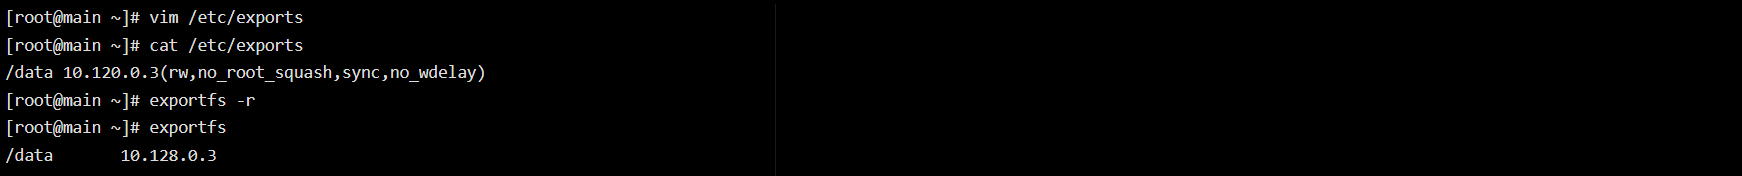 [root@main ~]# vim /etc/exports
[root@main ~]# cat /etc/exports
/data 10.120.0.3(rw,no_root_squash,sync,no_wdelay)
[root@main ~]# exportfs -r
[root@main ~]# exportfs
/data       10.128.0.3